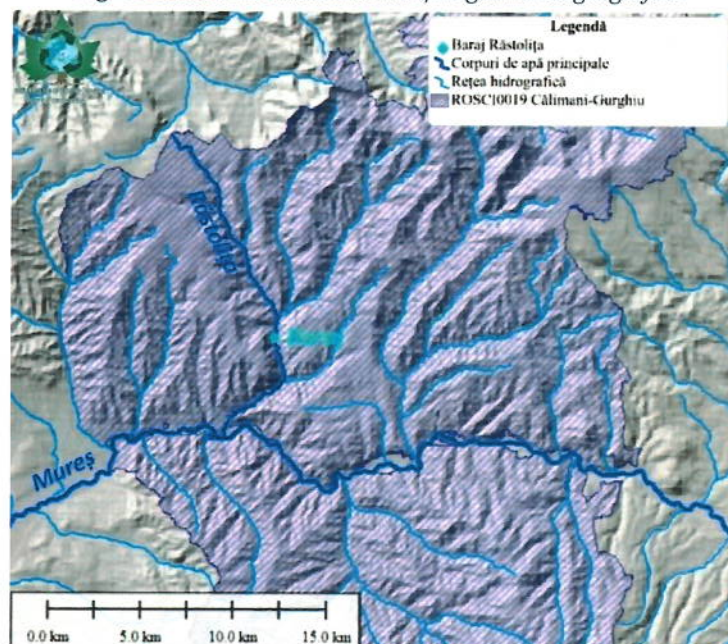 Legendă
Baraj Răstolița
Corpuri de apă principale
Rețea hidrografică
ROSCI0019 Călimani-Gurghiu
Mureș
0.0 km 5.0 km 10.0 km 15.0 km